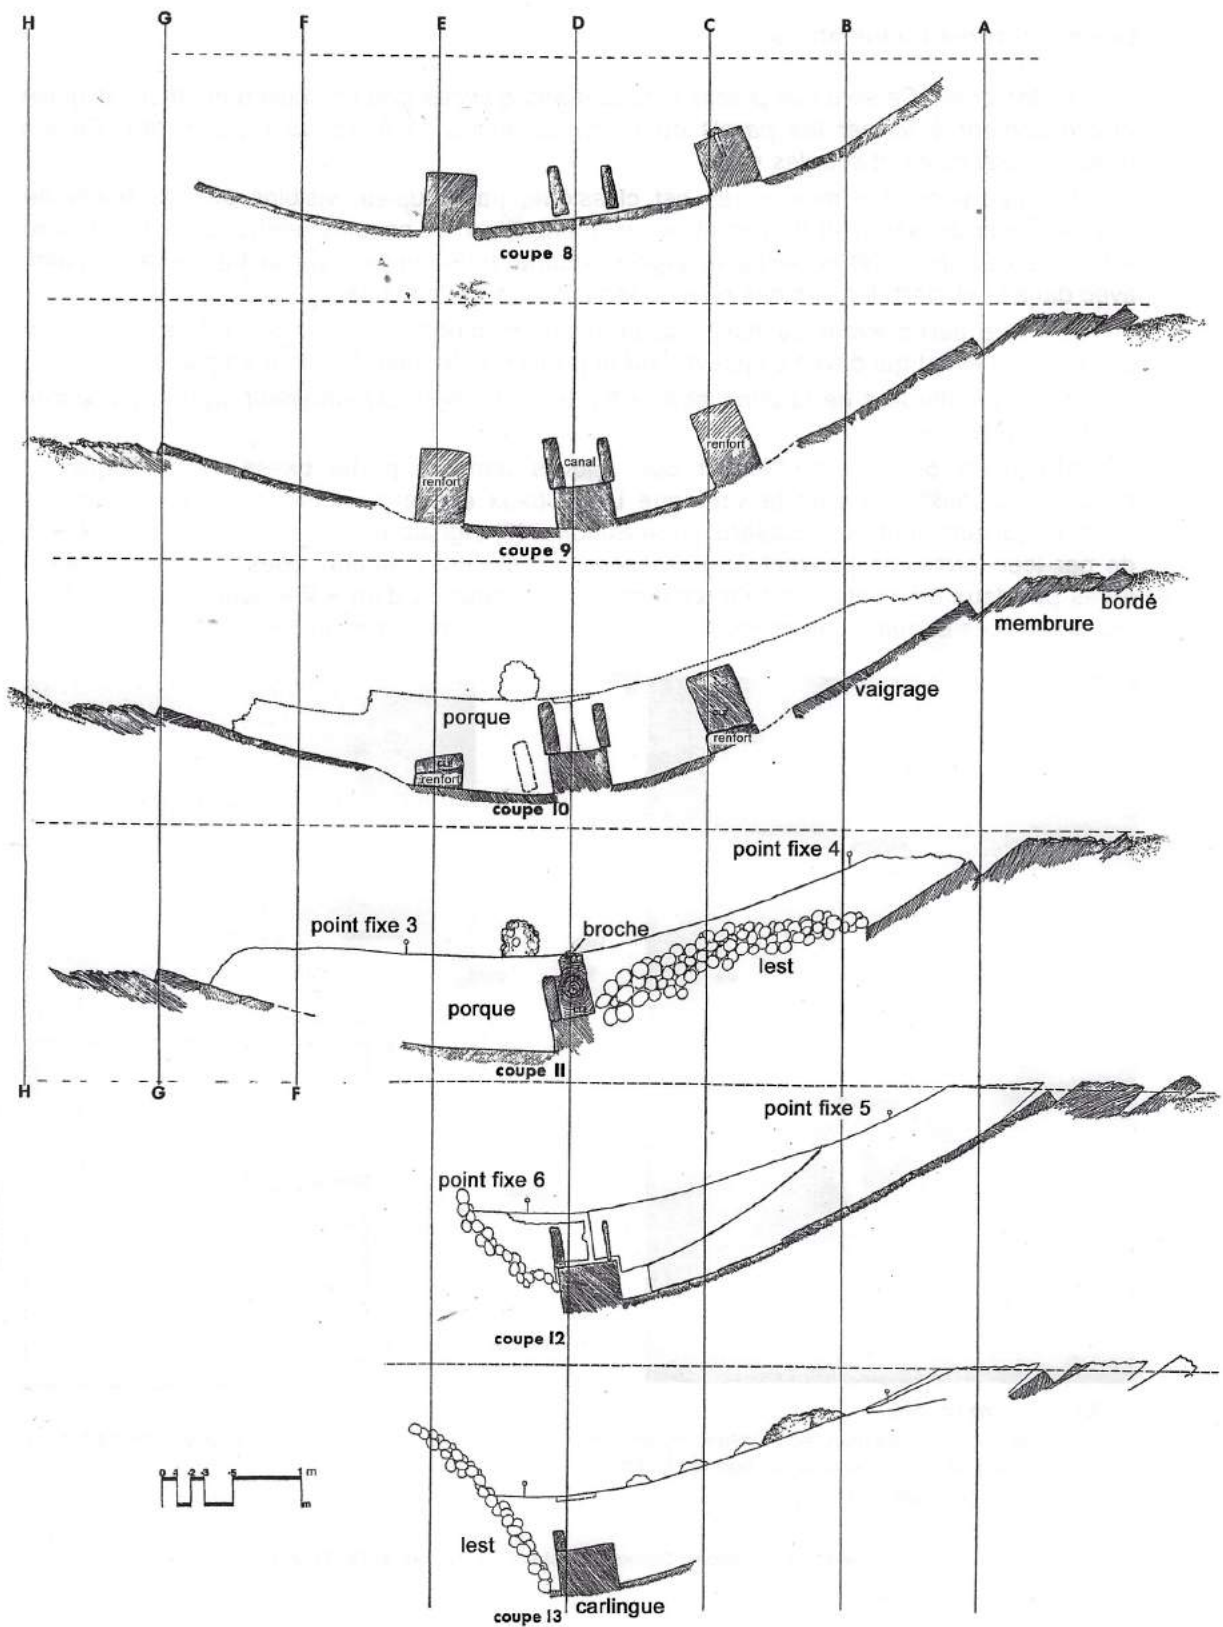 H G F E D C B A
coupe 8
renfort
renfort
canal
coupe 9
bordé
membrure
vaigrage
porque
clef
renfort
renfort
coupe 10
point fixe 4
point fixe 3
broche
lest
porque
coupe 11
H G F
point fixe 5
point fixe 6
coupe 12
1 m
m
lest
carlingue
coupe 13